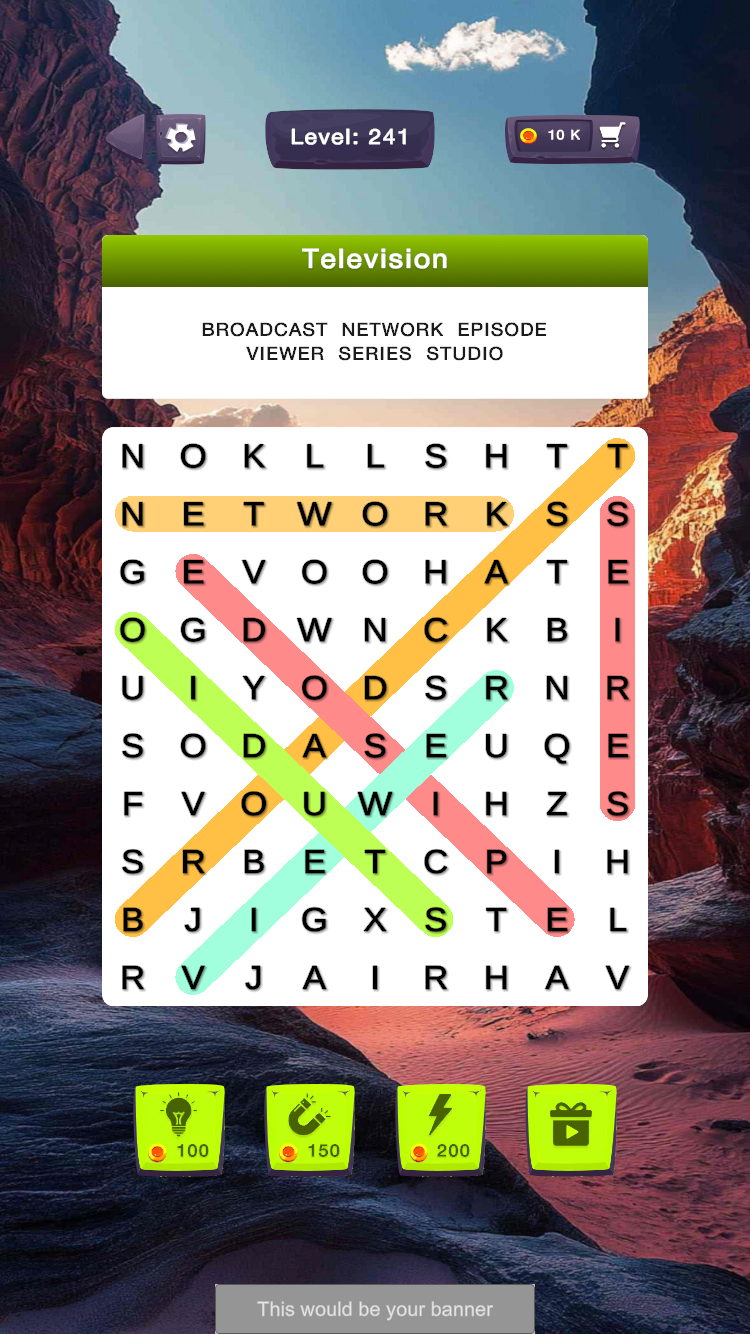 Level: 241
10 K
Television
BROADCAST NETWORK EPISODE
VIEWER SERIES STUDIO
N O K L L S H T T
N E T W O R K S S
G E V O O H A T E
O G D W N C K B I
U I Y O D S R N R
S O D A S E U Q E
F V O U W I H Z S
S R B E T C P I H
B J I G X S T E L
R V J A I R H A V
100
150
200
This would be your banner